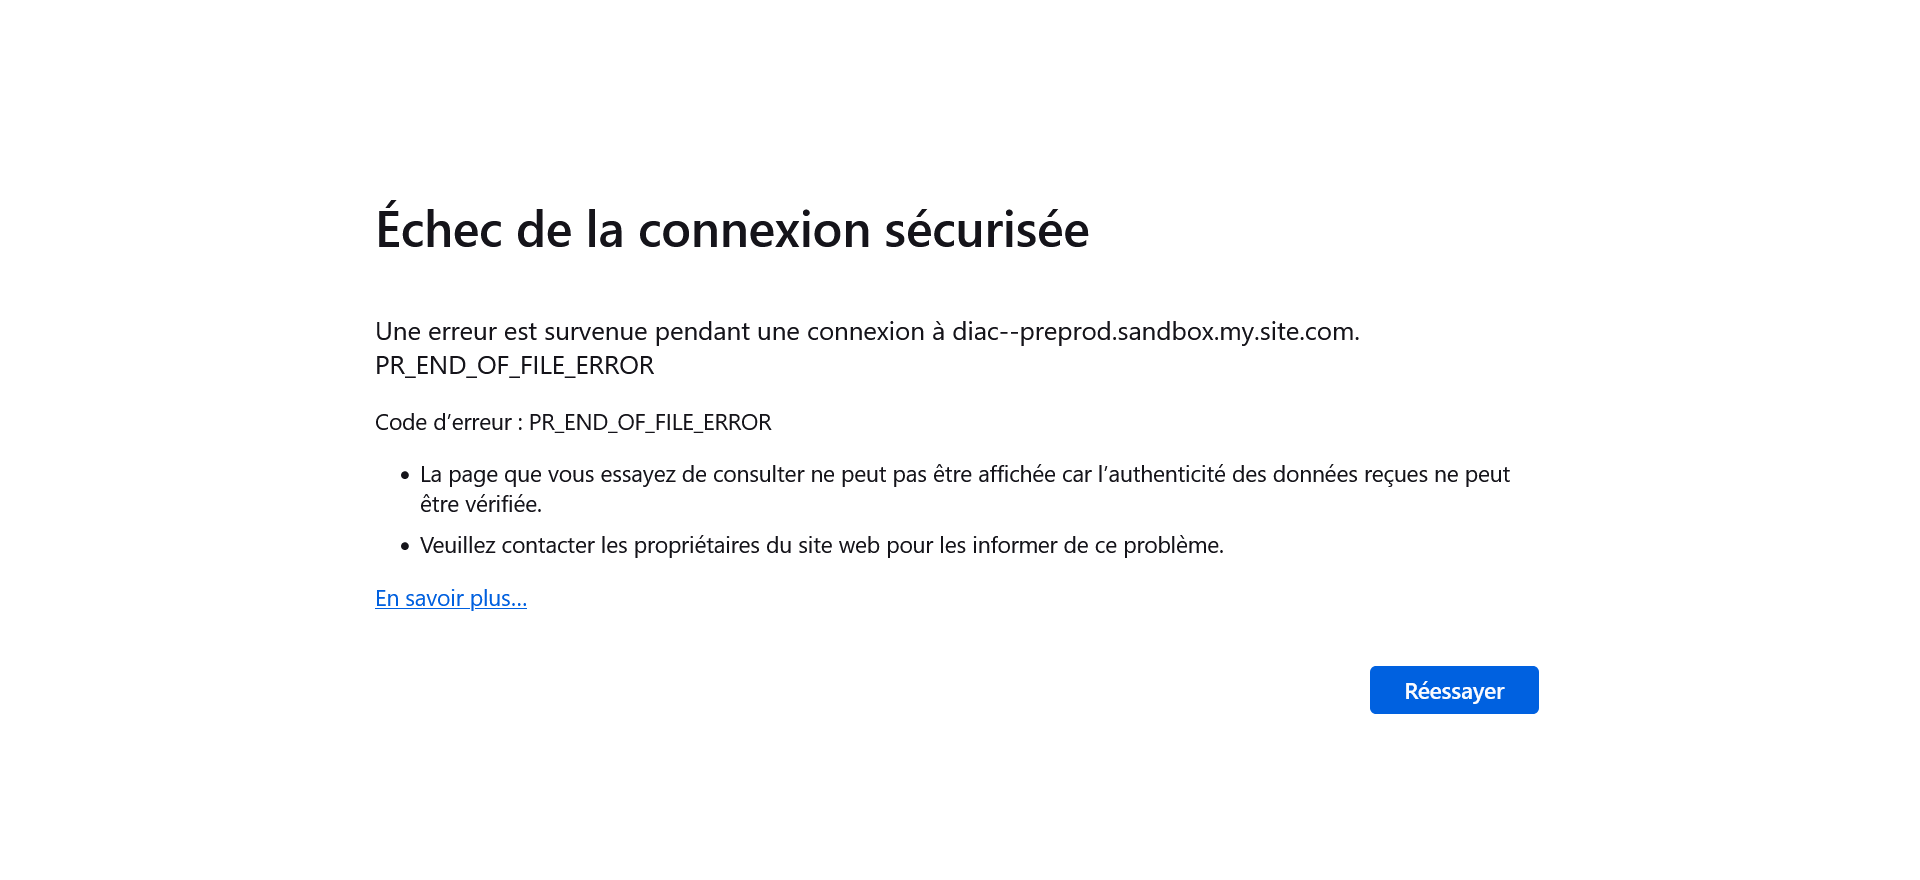 Échec de la connexion sécurisée
Une erreur est survenue pendant une connexion à diac--preprod.sandbox.my.site.com.
PR_END_OF_FILE_ERROR
Code d’erreur : PR_END_OF_FILE_ERROR
• La page que vous essayez de consulter ne peut pas être affichée car l’authenticité des données reçues ne peut
être vérifiée.
• Veuillez contacter les propriétaires du site web pour les informer de ce problème.
En savoir plus…
Réessayer